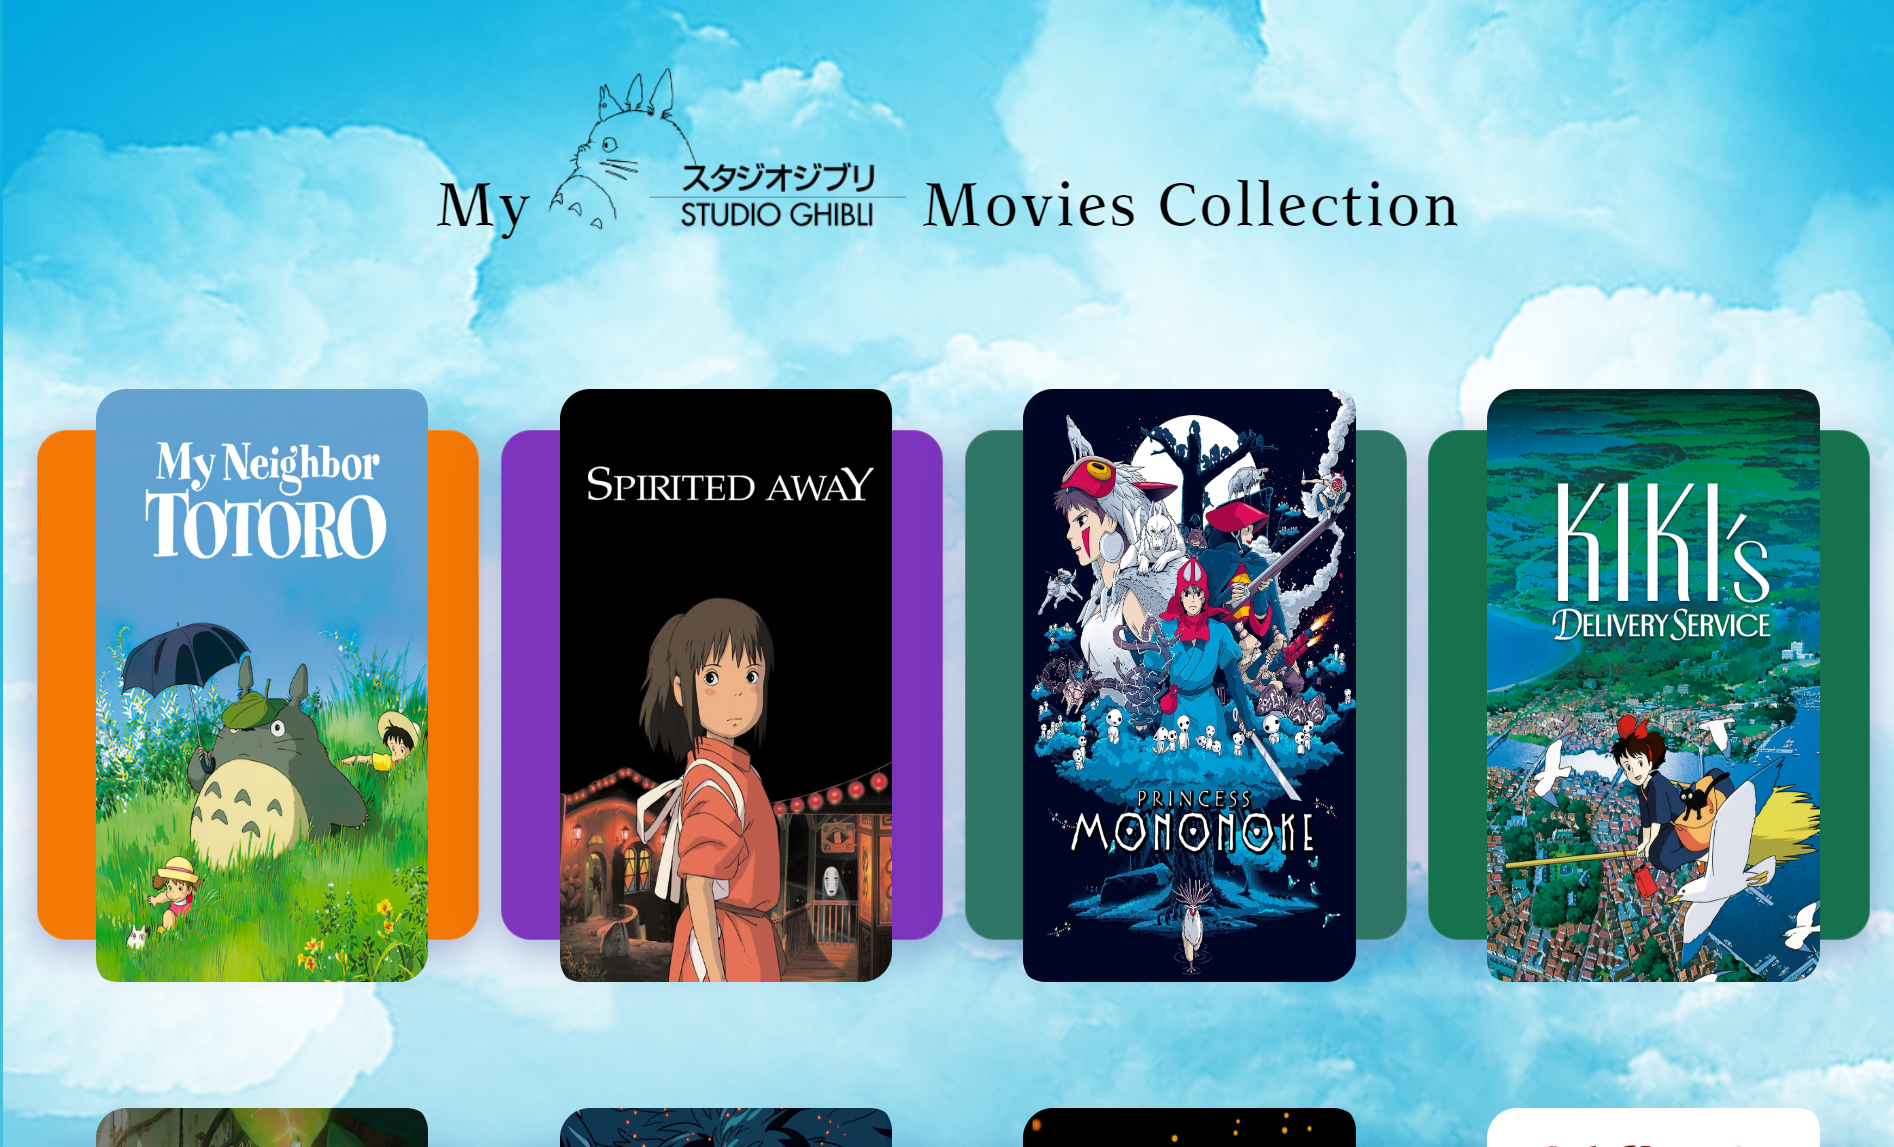 My スタジオジブリ STUDIO GHIBLI Movies Collection
My Neighbor
TOTORO
SPIRITED AWAY
PRINCESS
MONONOKE
KIKI's
DELIVERY SERVICE